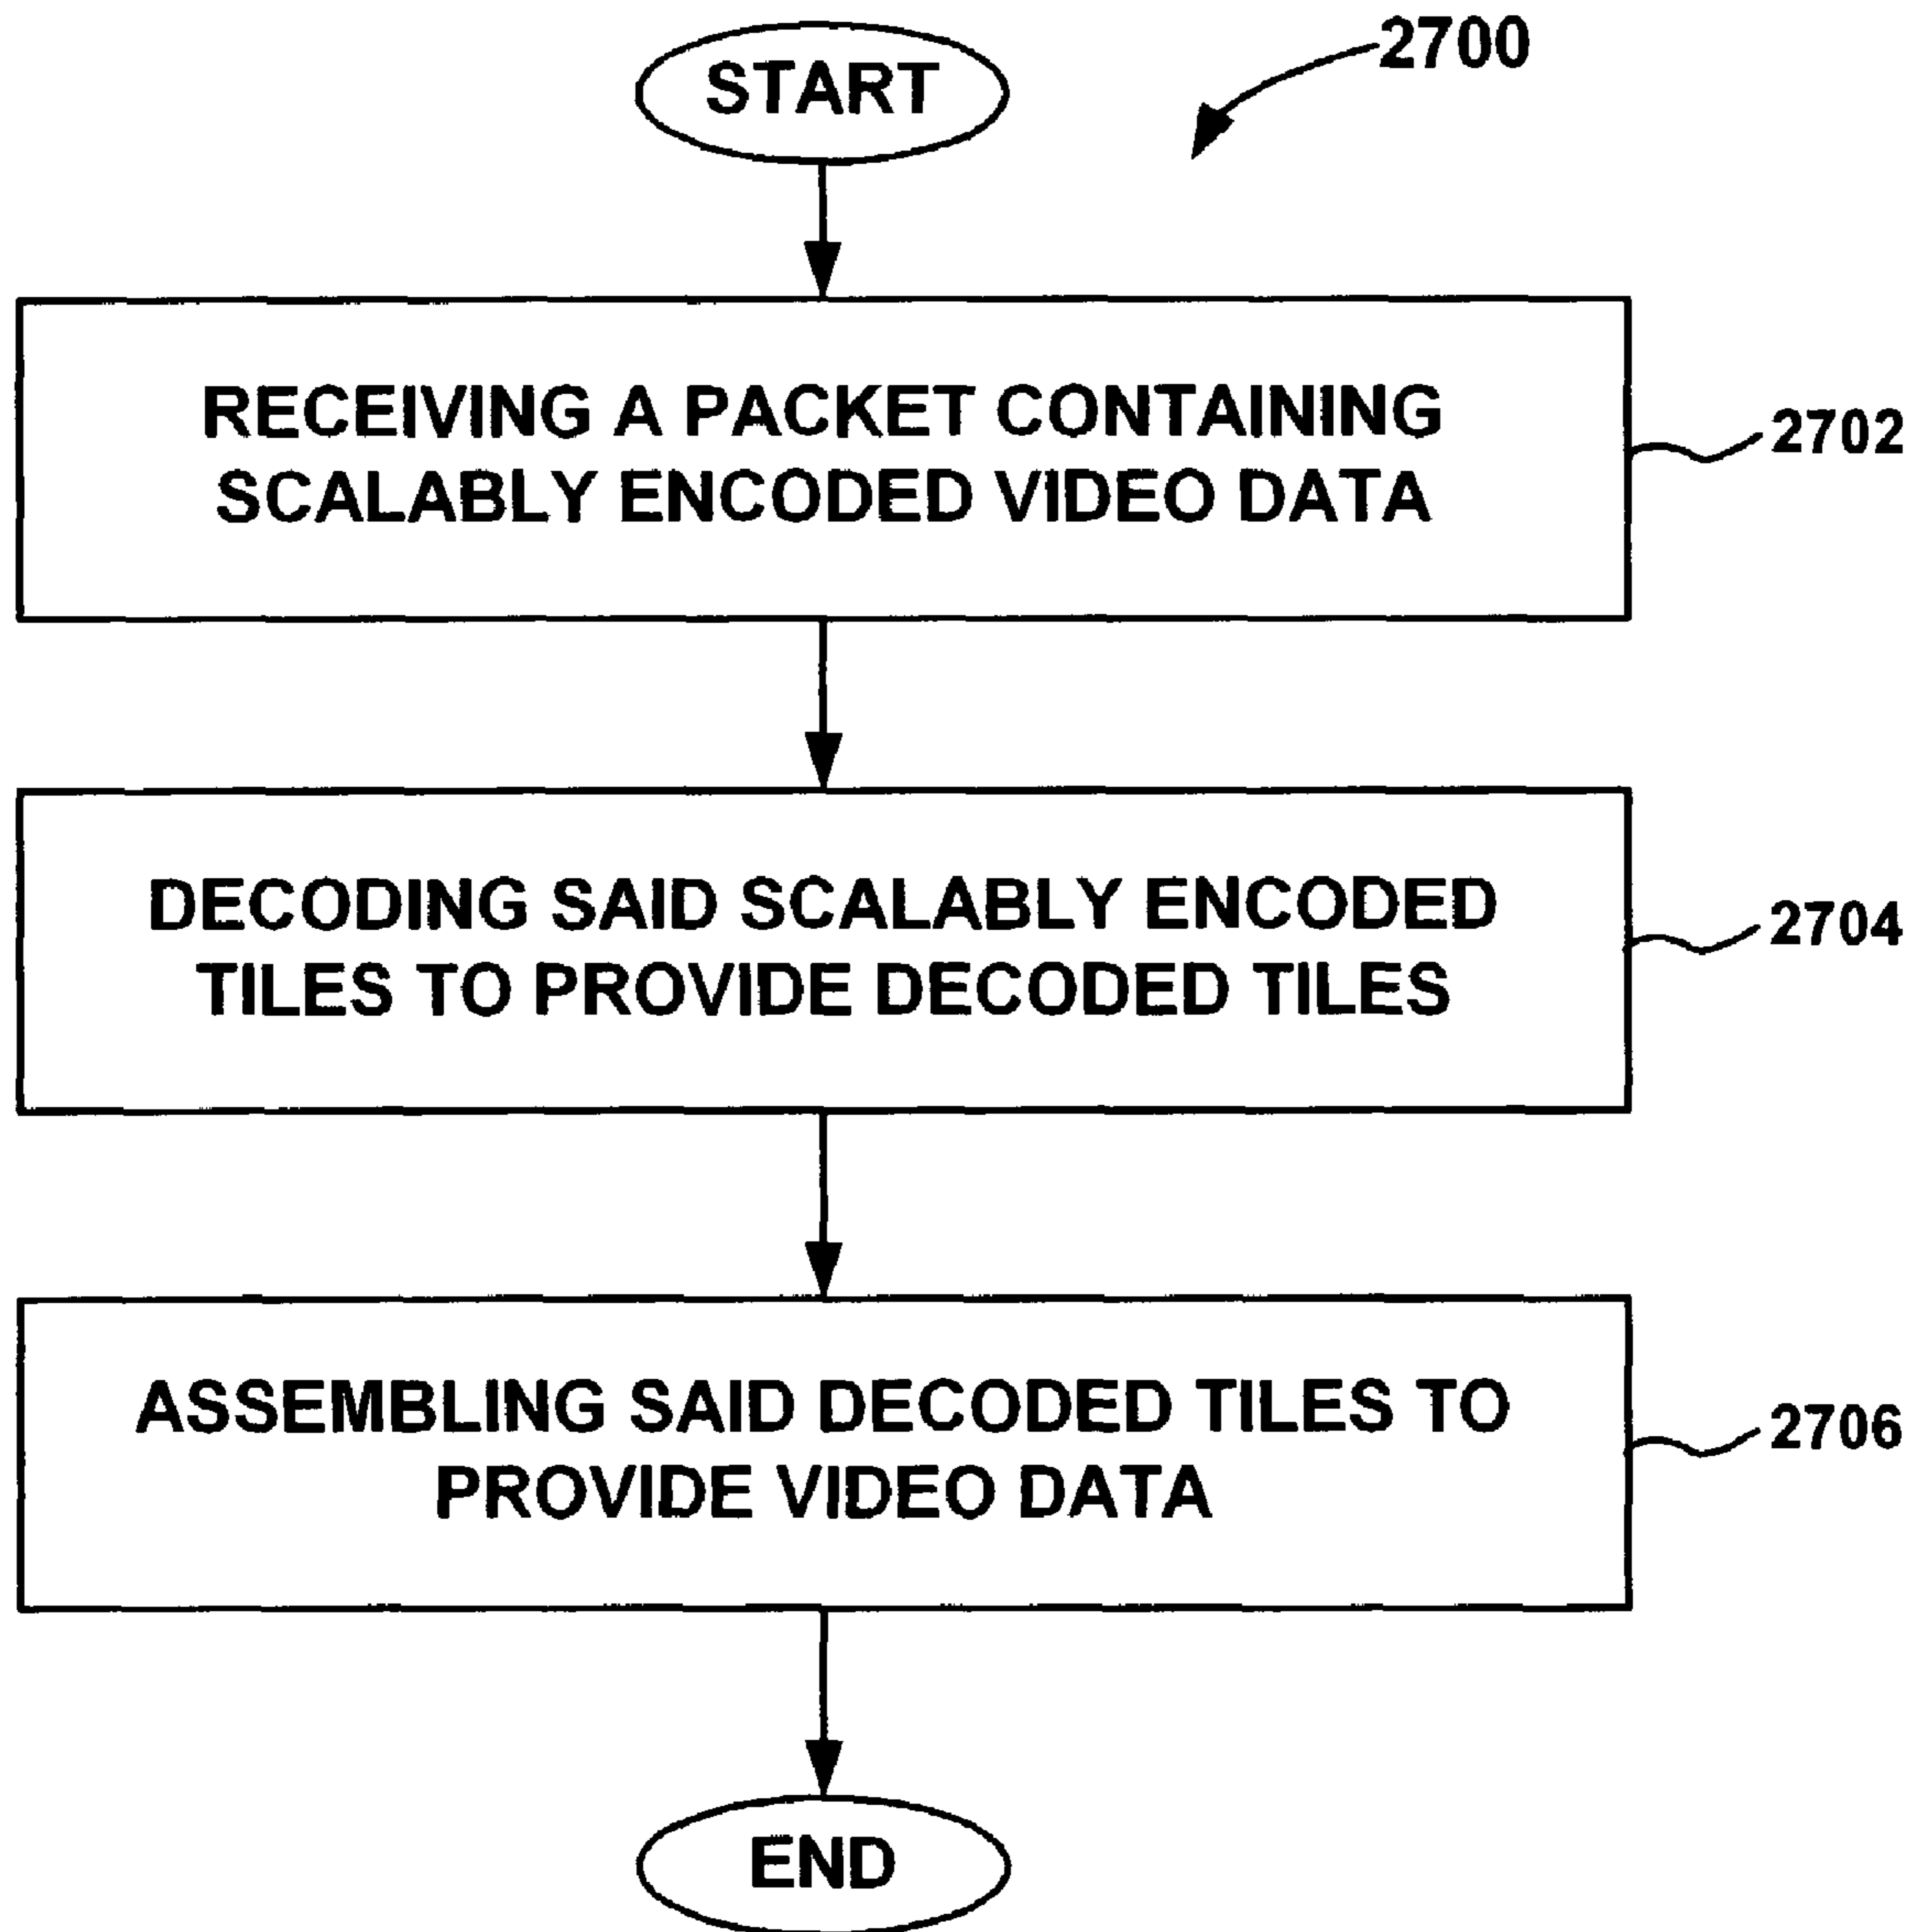 START
2700
RECEIVING A PACKET CONTAINING
SCALABLY ENCODED VIDEO DATA
2702
DECODING SAID SCALABLY ENCODED
TILES TO PROVIDE DECODED TILES
2704
ASSEMBLING SAID DECODED TILES TO
PROVIDE VIDEO DATA
2706
END